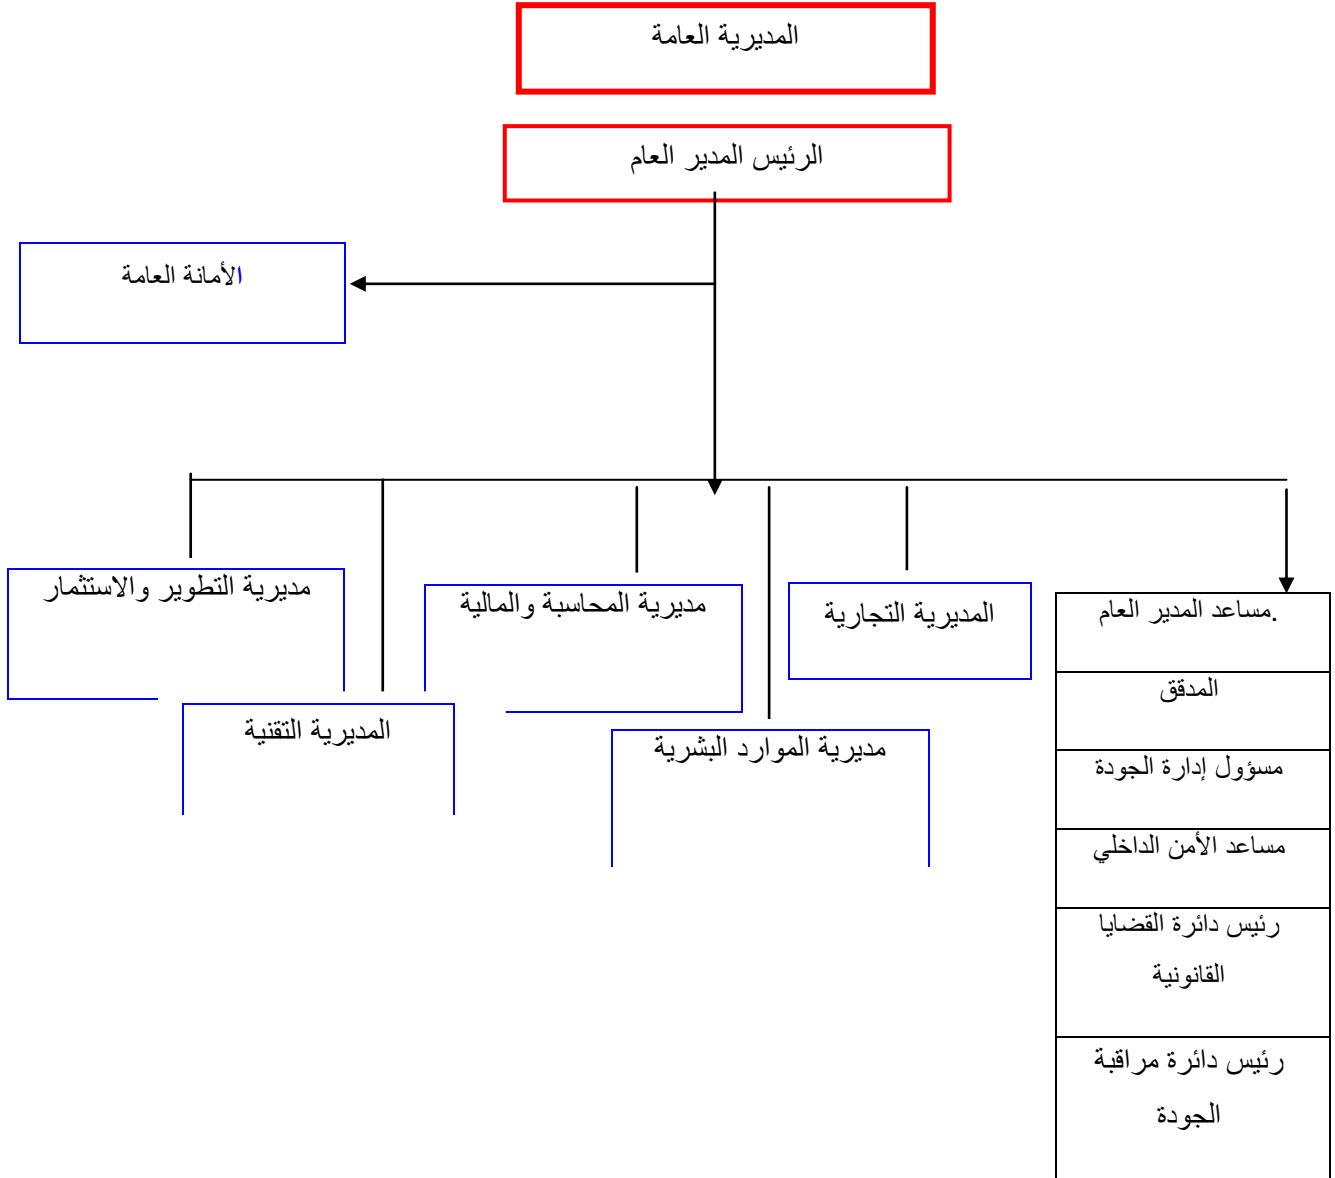 المديرية العامة
الرئيس المدير العام
الأمانة العامة
مديرية التطوير والاستثمار
مديرية المحاسبة والمالية
المديرية التجارية
المديرية التقنية
مديرية الموارد البشرية
.مساعد المدير العام
المدقق
مسؤول إدارة الجودة
مساعد الأمن الداخلي
رئيس دائرة القضايا
القانونية
رئيس دائرة مراقبة
الجودة